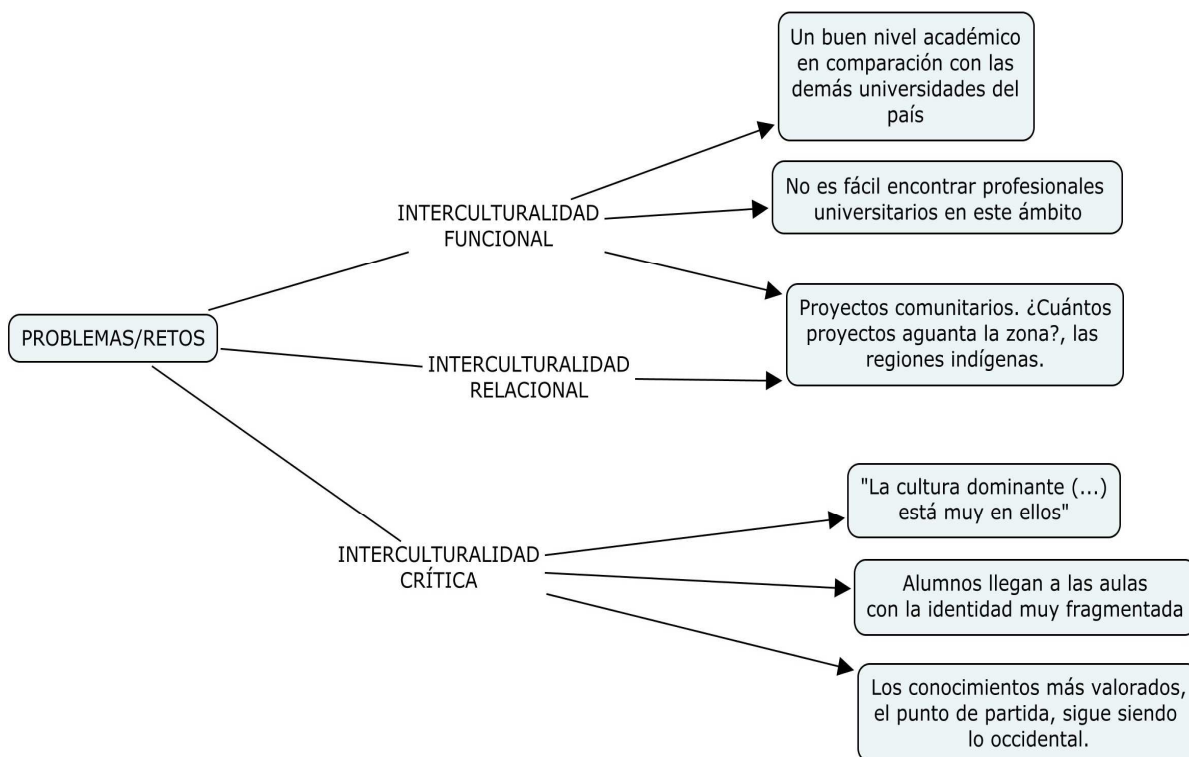 Un buen nivel académico
en comparación con las
demás universidades del
país
No es fácil encontrar profesionales
universitarios en este ámbito
INTERCULTURALIDAD
FUNCIONAL
Proyectos comunitarios. ¿Cuántos
proyectos aguanta la zona?, las
regiones indígenas.
PROBLEMAS/RETOS
INTERCULTURALIDAD
RELACIONAL
"La cultura dominante (...)
está muy en ellos"
INTERCULTURALIDAD
CRÍTICA
Alumnos llegan a las aulas
con la identidad muy fragmentada
Los conocimientos más valorados,
el punto de partida, sigue siendo
lo occidental.